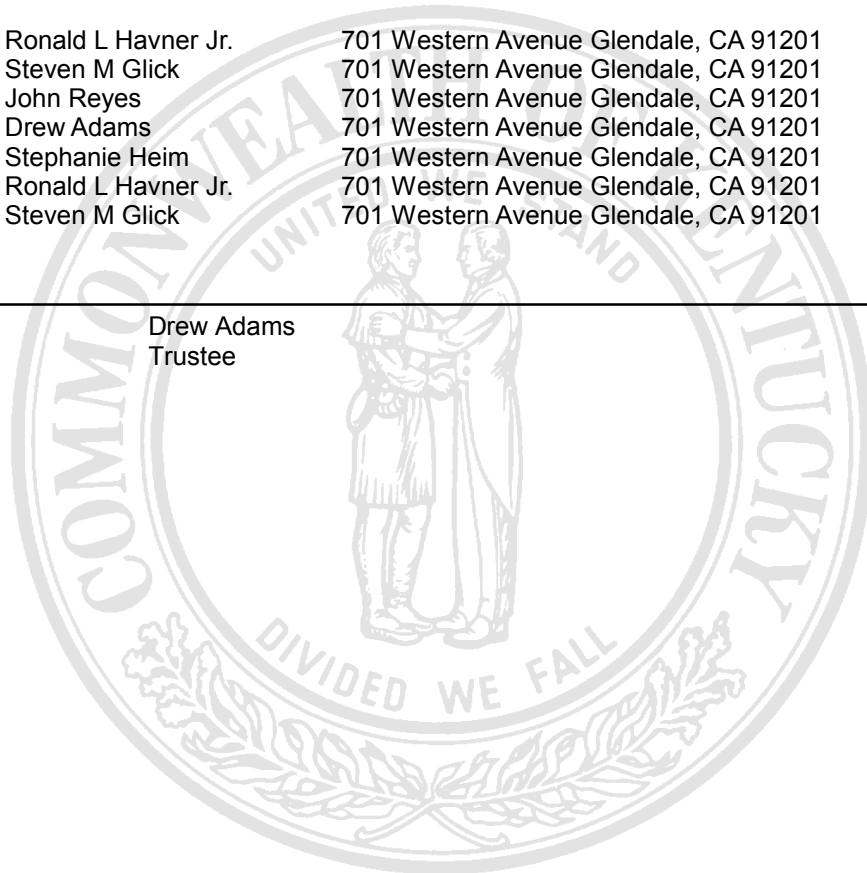 Ronald L Havner Jr. 701 Western Avenue Glendale, CA 91201
Steven M Glick 701 Western Avenue Glendale, CA 91201
John Reyes 701 Western Avenue Glendale, CA 91201
Drew Adams 701 Western Avenue Glendale, CA 91201
Stephanie Heim 701 Western Avenue Glendale, CA 91201
Ronald L Havner Jr. 701 Western Avenue Glendale, CA 91201
Steven M Glick 701 Western Avenue Glendale, CA 91201
Drew Adams
Trustee
COMMONWEALTH OF KENTUCKY
UNITED WE STAND
DIVIDED WE FALL